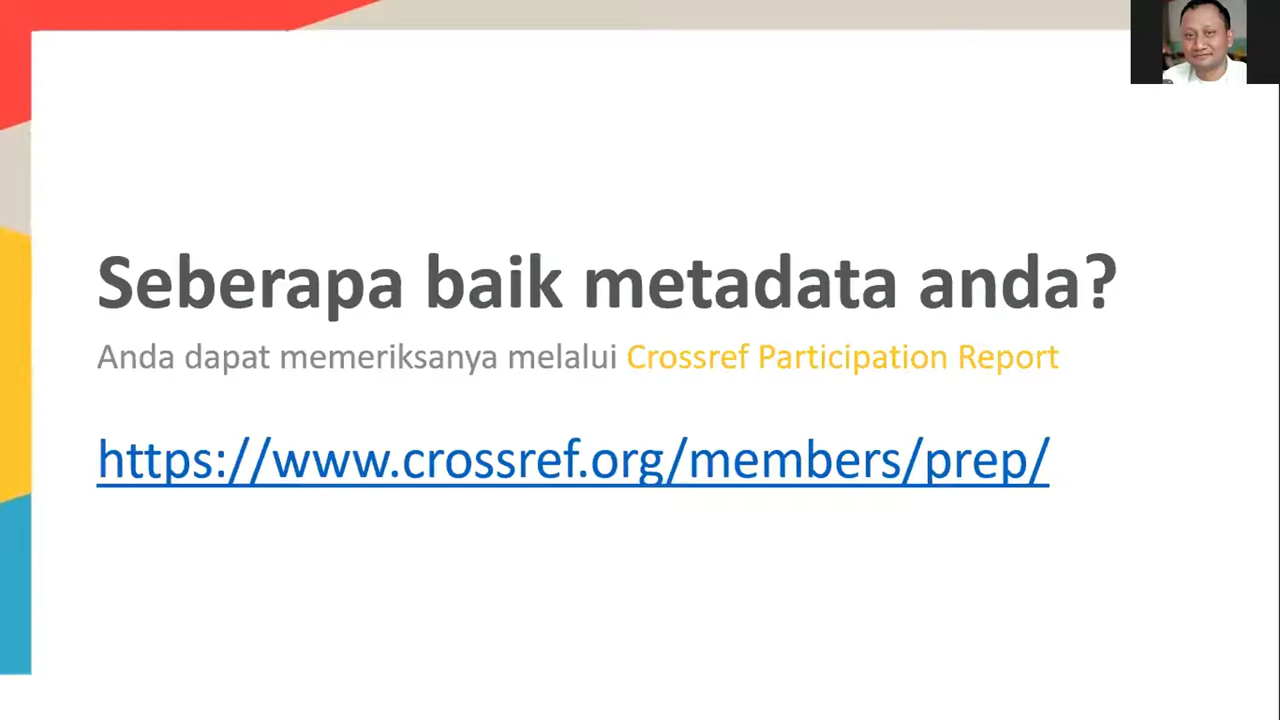 Seberapa baik metadata anda?
Anda dapat memeriksanya melalui Crossref Participation Report
https://www.crossref.org/members/prep/